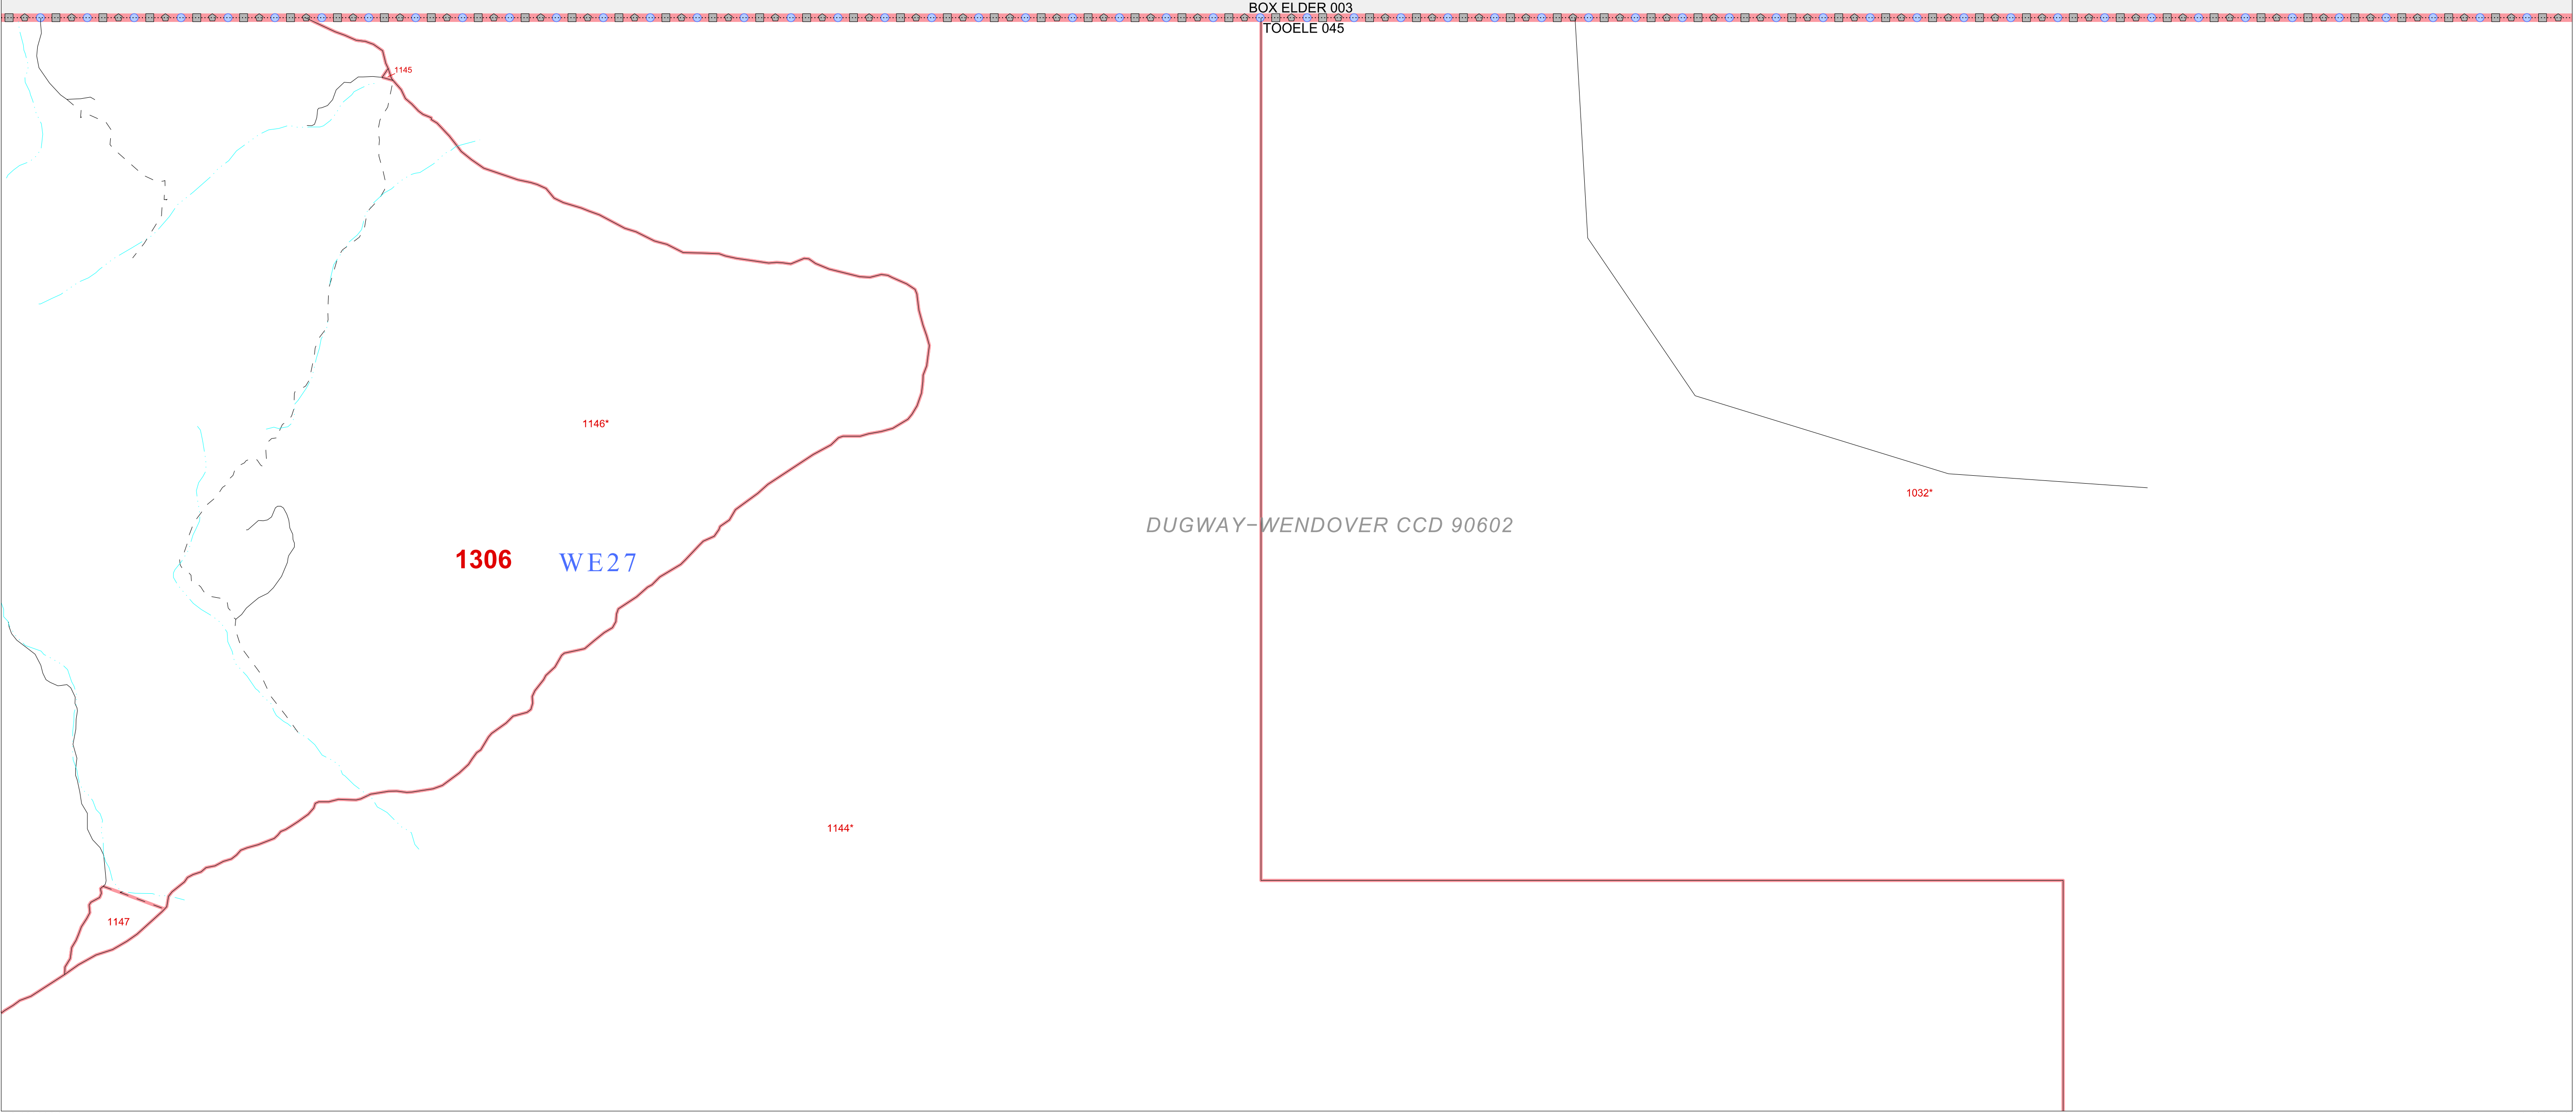 BOX ELDER 003
TOOELE 045
1145
1146*
1032*
DUGWAY-WENDOVER CCD 90602
1306 WE27
1144*
1147